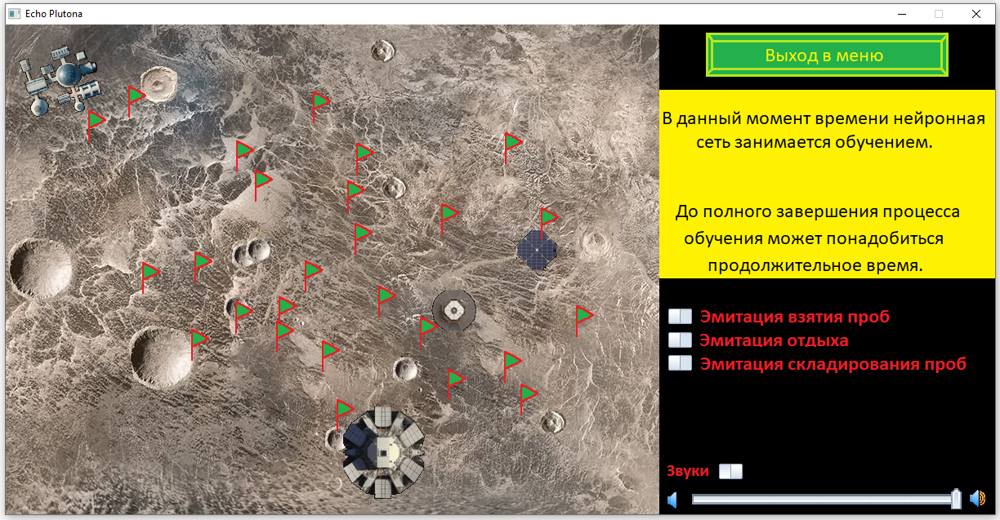 Echo Plutona
Выход в меню
В данный момент времени нейронная
сеть занимается обучением.
До полного завершения процесса
обучения может понадобиться
продолжительное время.
Эмитация взятия проб
Эмитация отдыха
Эмитация складирования проб
Звуки